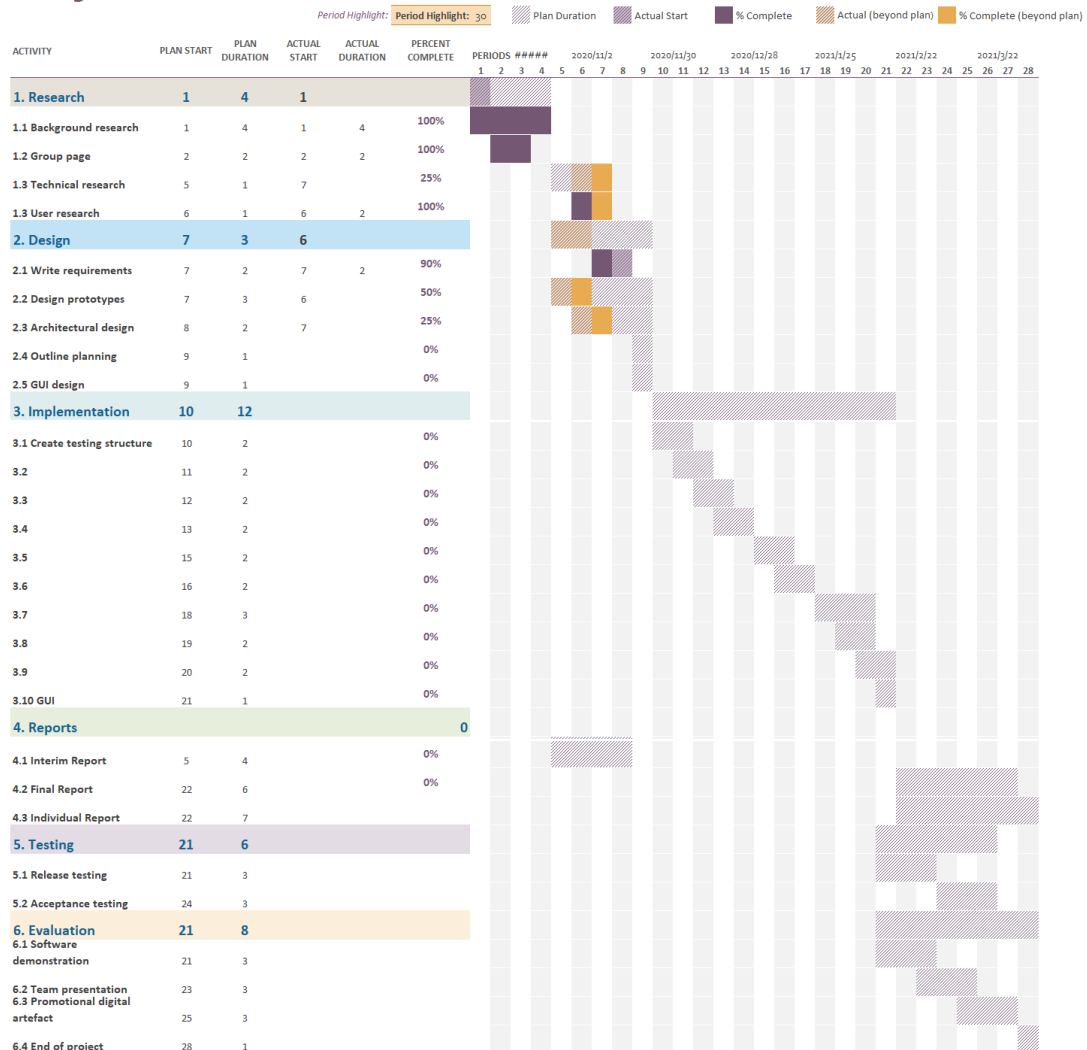 Period Highlight: Period Highlight: 30 Plan Duration Actual Start % Complete Actual (beyond plan) % Complete (beyond plan)
ACTIVITY PLAN START PLAN DURATION ACTUAL START ACTUAL DURATION PERCENT COMPLETE PERIODS ##### 2020/11/2 2020/11/30 2020/12/28 2021/1/25 2021/2/22 2021/3/22
1 2 3 4 5 6 7 8 9 10 11 12 13 14 15 16 17 18 19 20 21 22 23 24 25 26 27 28
1. Research 1 4 1
1.1 Background research 1 4 1 4 100%
1.2 Group page 2 2 2 2 100%
1.3 Technical research 5 1 7 25%
1.3 User research 6 1 6 2 100%
2. Design 7 3 6
2.1 Write requirements 7 2 7 2 90%
2.2 Design prototypes 7 3 6 50%
2.3 Architectural design 8 2 7 25%
2.4 Outline planning 9 1 0%
2.5 GUI design 9 1 0%
3. Implementation 10 12
3.1 Create testing structure 10 2 0%
3.2 11 2 0%
3.3 12 2 0%
3.4 13 2 0%
3.5 15 2 0%
3.6 16 2 0%
3.7 18 3 0%
3.8 19 2 0%
3.9 20 2 0%
3.10 GUI 21 1 0%
4. Reports 0
4.1 Interim Report 5 4 0%
4.2 Final Report 22 6 0%
4.3 Individual Report 22 7
5. Testing 21 6
5.1 Release testing 21 3
5.2 Acceptance testing 24 3
6. Evaluation 21 8
6.1 Software
demonstration 21 3
6.2 Team presentation 23 3
6.3 Promotional digital
artefact 25 3
6.4 End of project 28 1